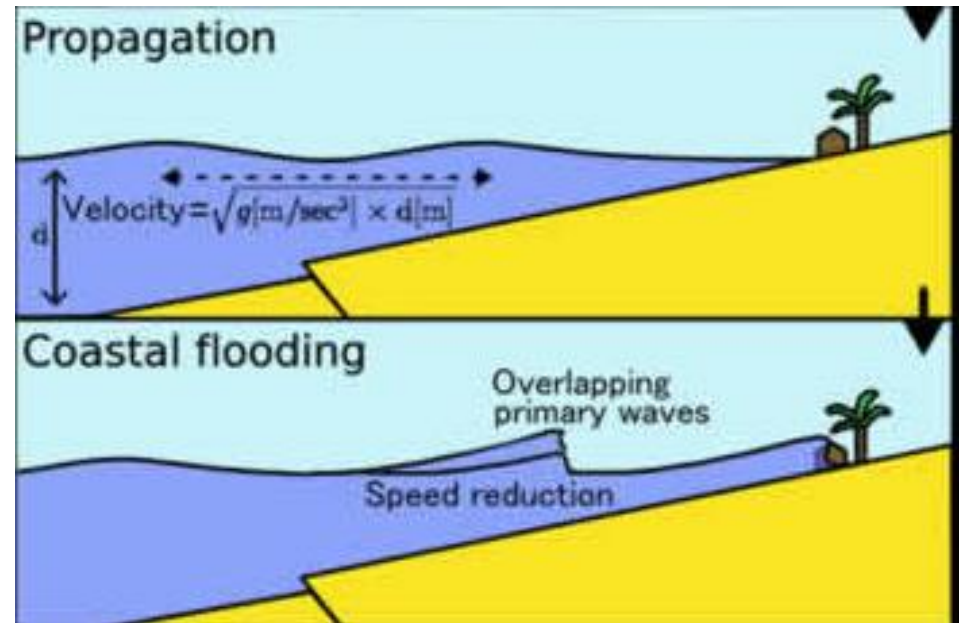 Propagation
Velocity=√g[m/sec²] × d[m]
d
Coastal flooding
Overlapping
primary waves
Speed reduction